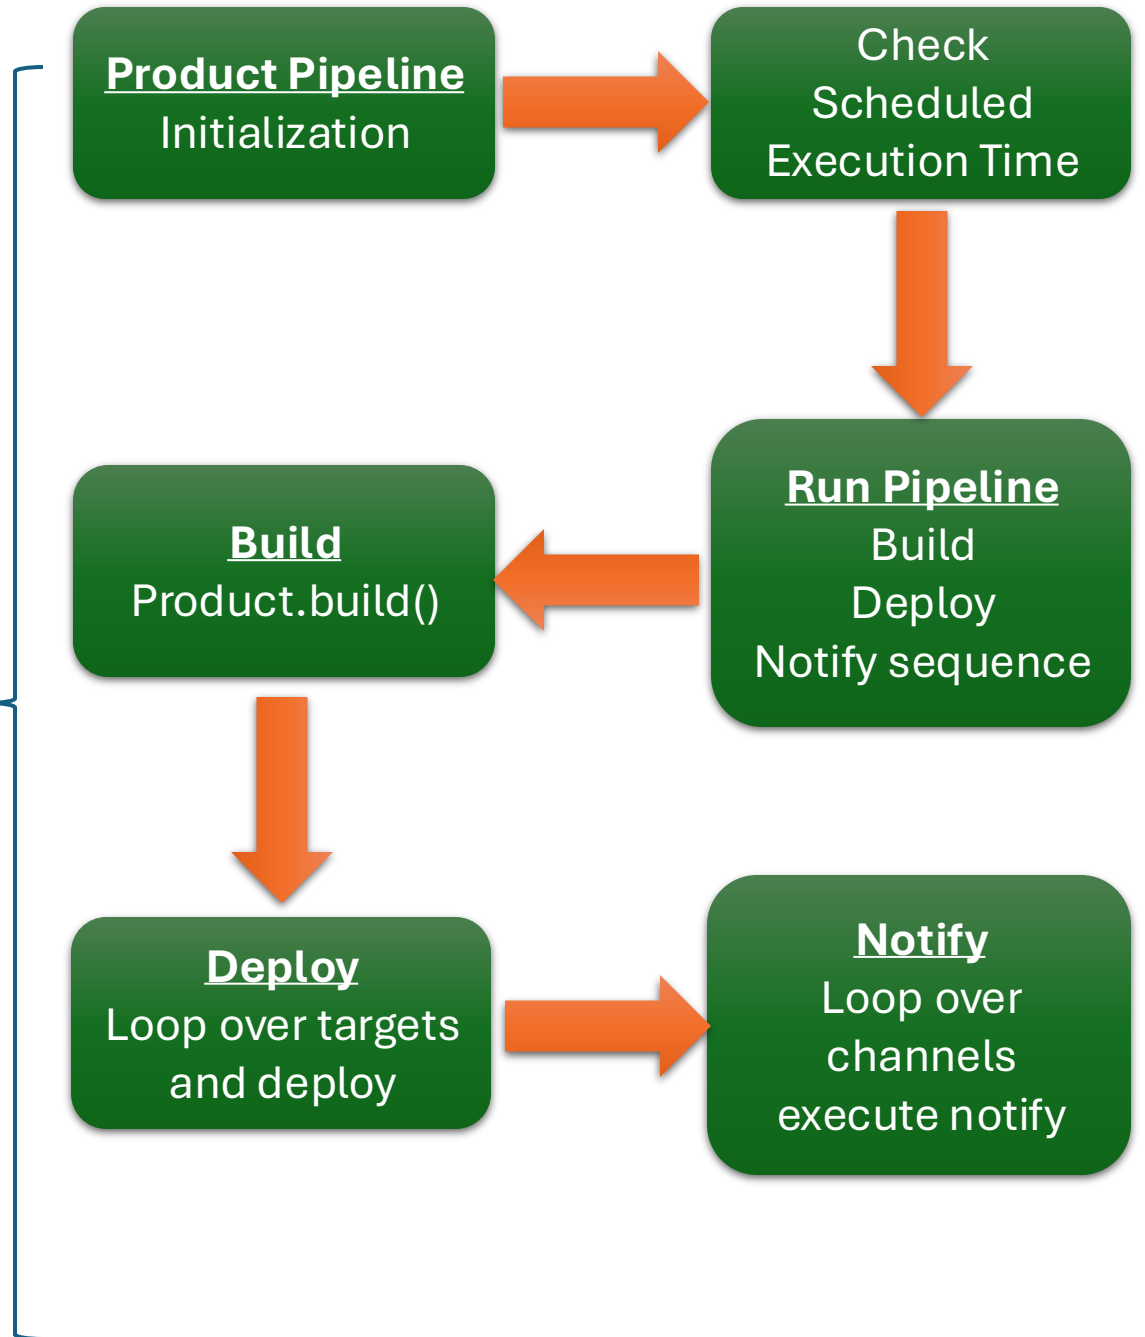 Product Pipeline
Initialization
Check
Scheduled
Execution Time
Run Pipeline
Build
Deploy
Notify sequence
Build
Product.build()
Deploy
Loop over targets
and deploy
Notify
Loop over
channels
execute notify